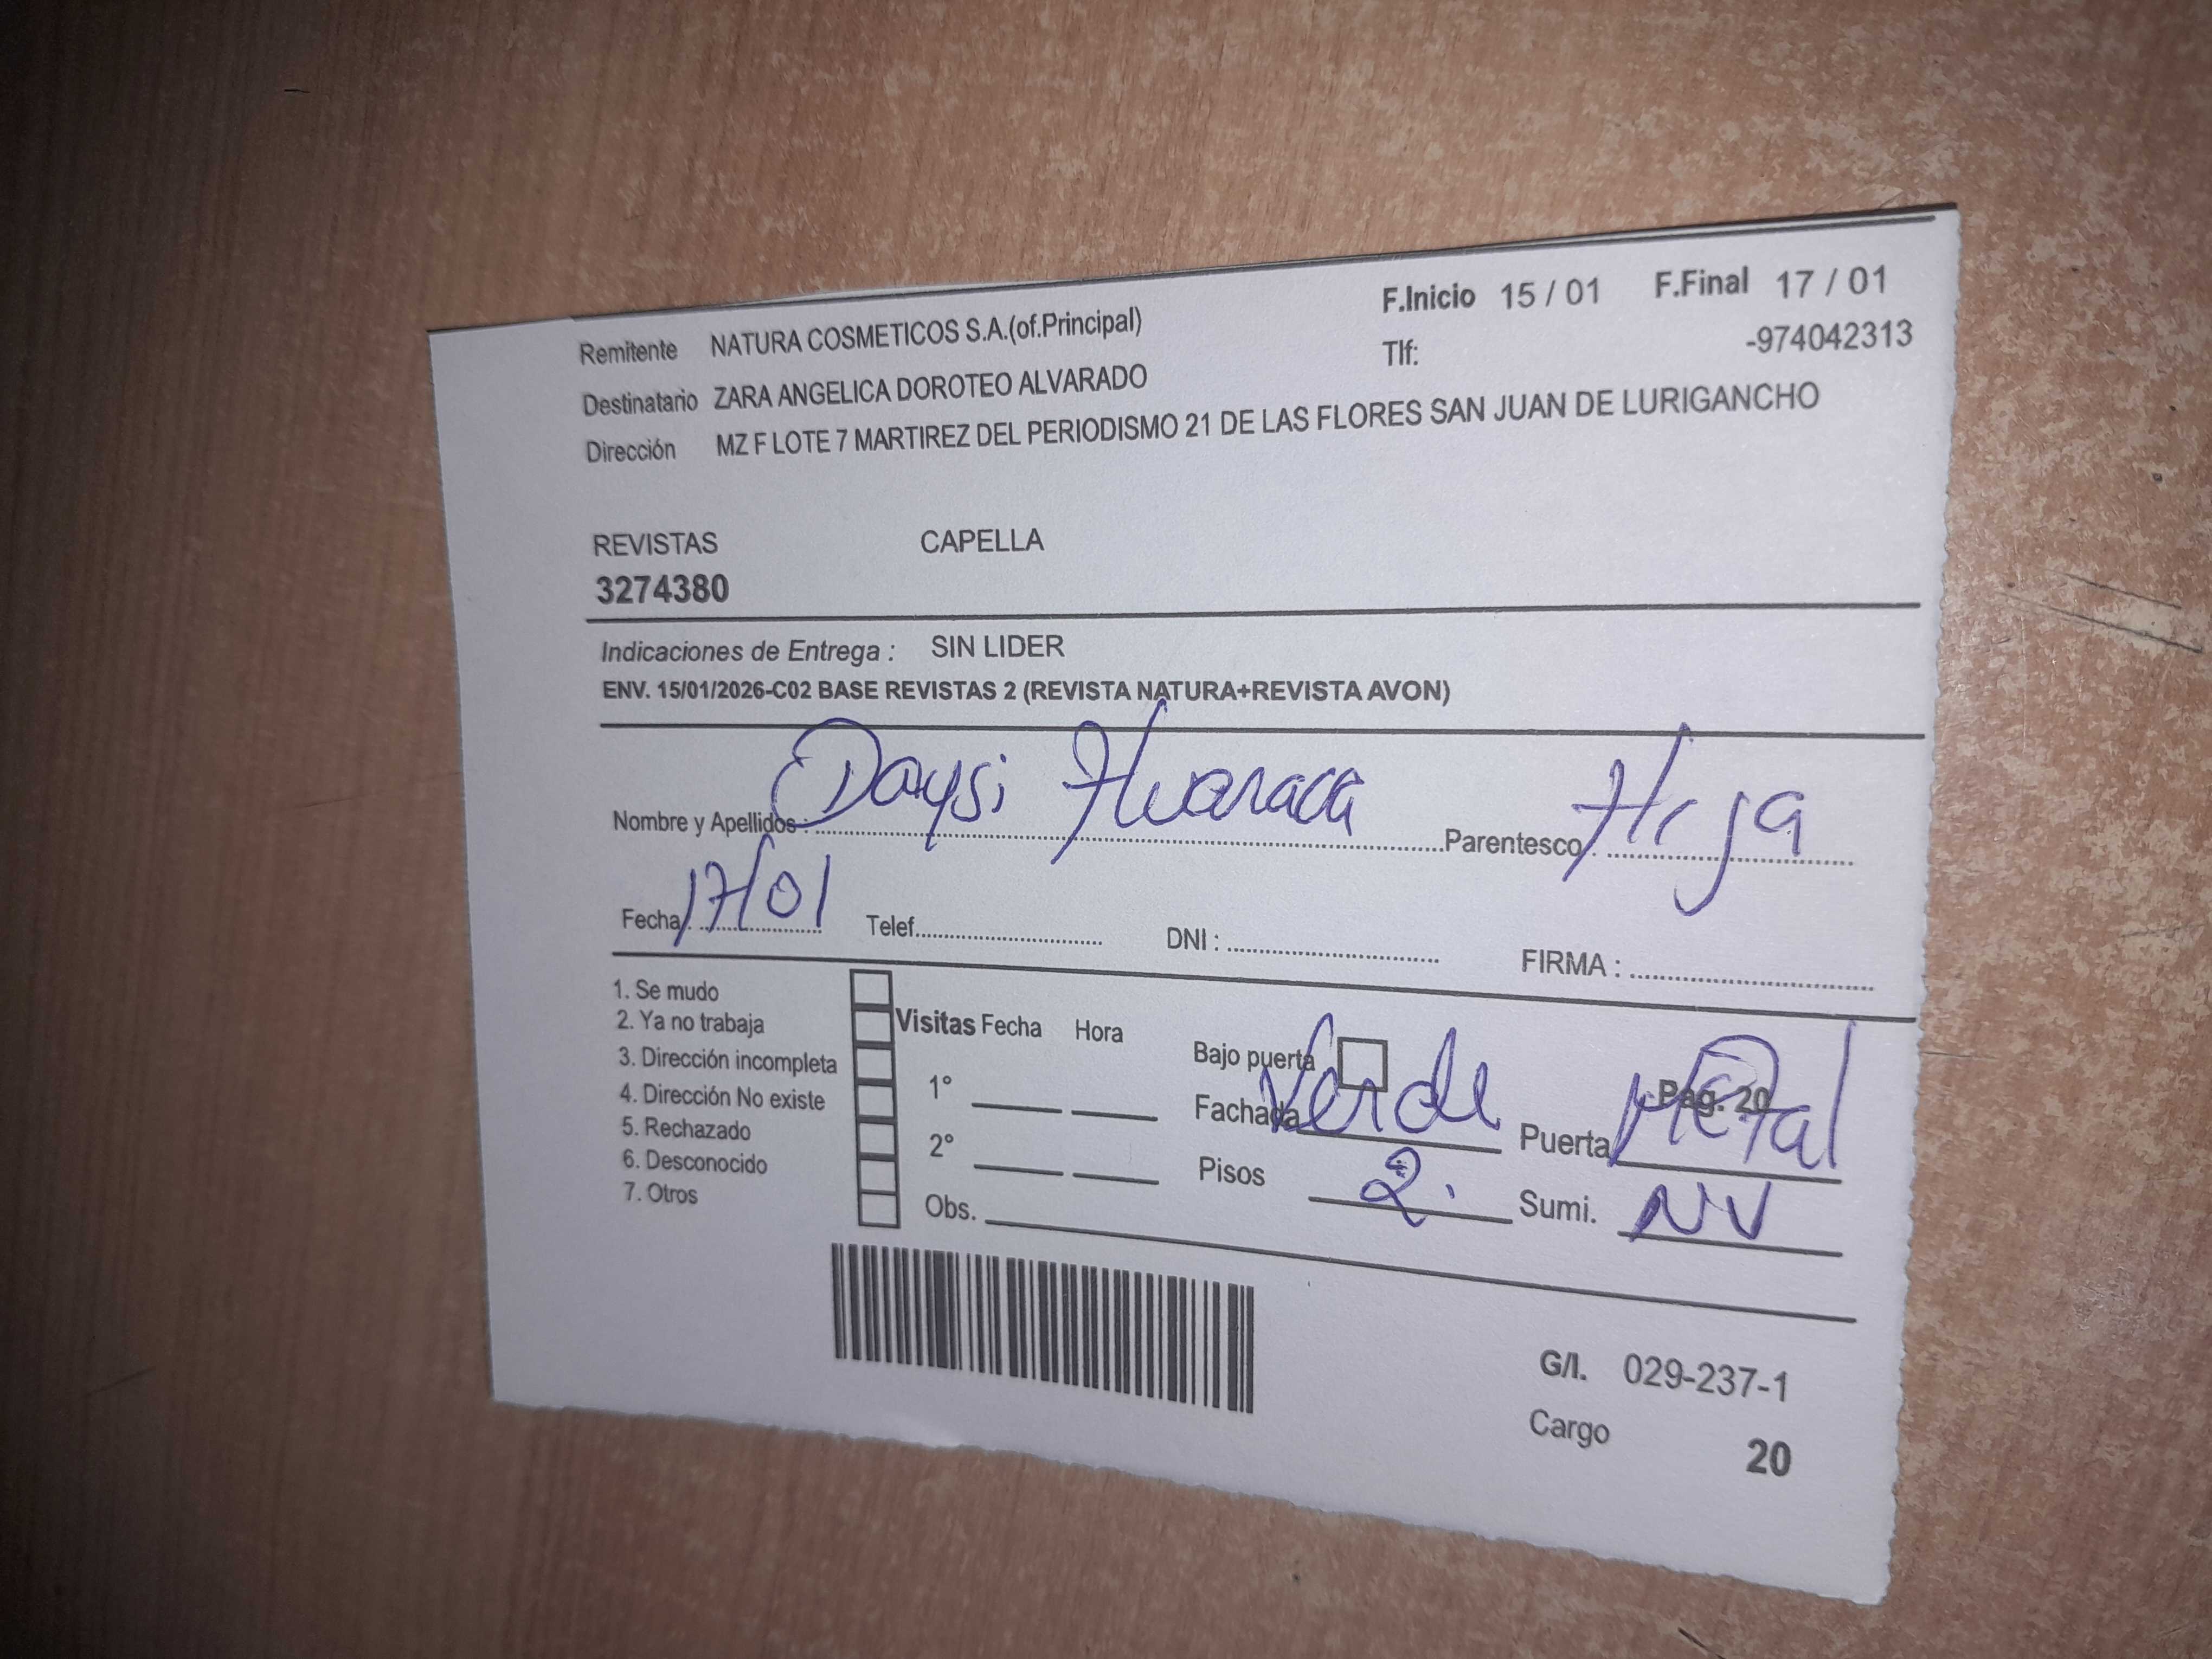 F.Inicio 15 / 01 F.Final 17 / 01
Remitente NATURA COSMETICOS S.A.(of.Principal) Tlf: -974042313
Destinatario ZARA ANGELICA DOROTEO ALVARADO
Dirección MZ F LOTE 7 MARTIREZ DEL PERIODISMO 21 DE LAS FLORES SAN JUAN DE LURIGANCHO
REVISTAS CAPELLA
3274380
Indicaciones de Entrega : SIN LIDER
ENV. 15/01/2026-C02 BASE REVISTAS 2 (REVISTA NATURA+REVISTA AVON)
Nombre y Apellidos : Daysi Huaraca Parentesco : Hija
Fecha : 17/01 Telef. DNI : FIRMA :
1. Se mudo
2. Ya no trabaja
3. Dirección incompleta
4. Dirección No existe
5. Rechazado
6. Desconocido
7. Otros
Visitas Fecha Hora
1°
2°
Obs.
Bajo puerta
Pag. 20
Fachada Verde Puerta Metal
Pisos 2. Sumi. NV
G/I. 029-237-1
Cargo 20